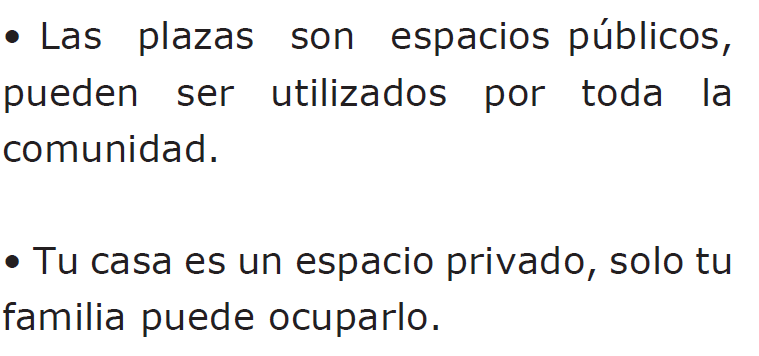 • Las plazas son espacios públicos,
pueden ser utilizados por toda la
comunidad.
• Tu casa es un espacio privado, solo tu
familia puede ocuparlo.